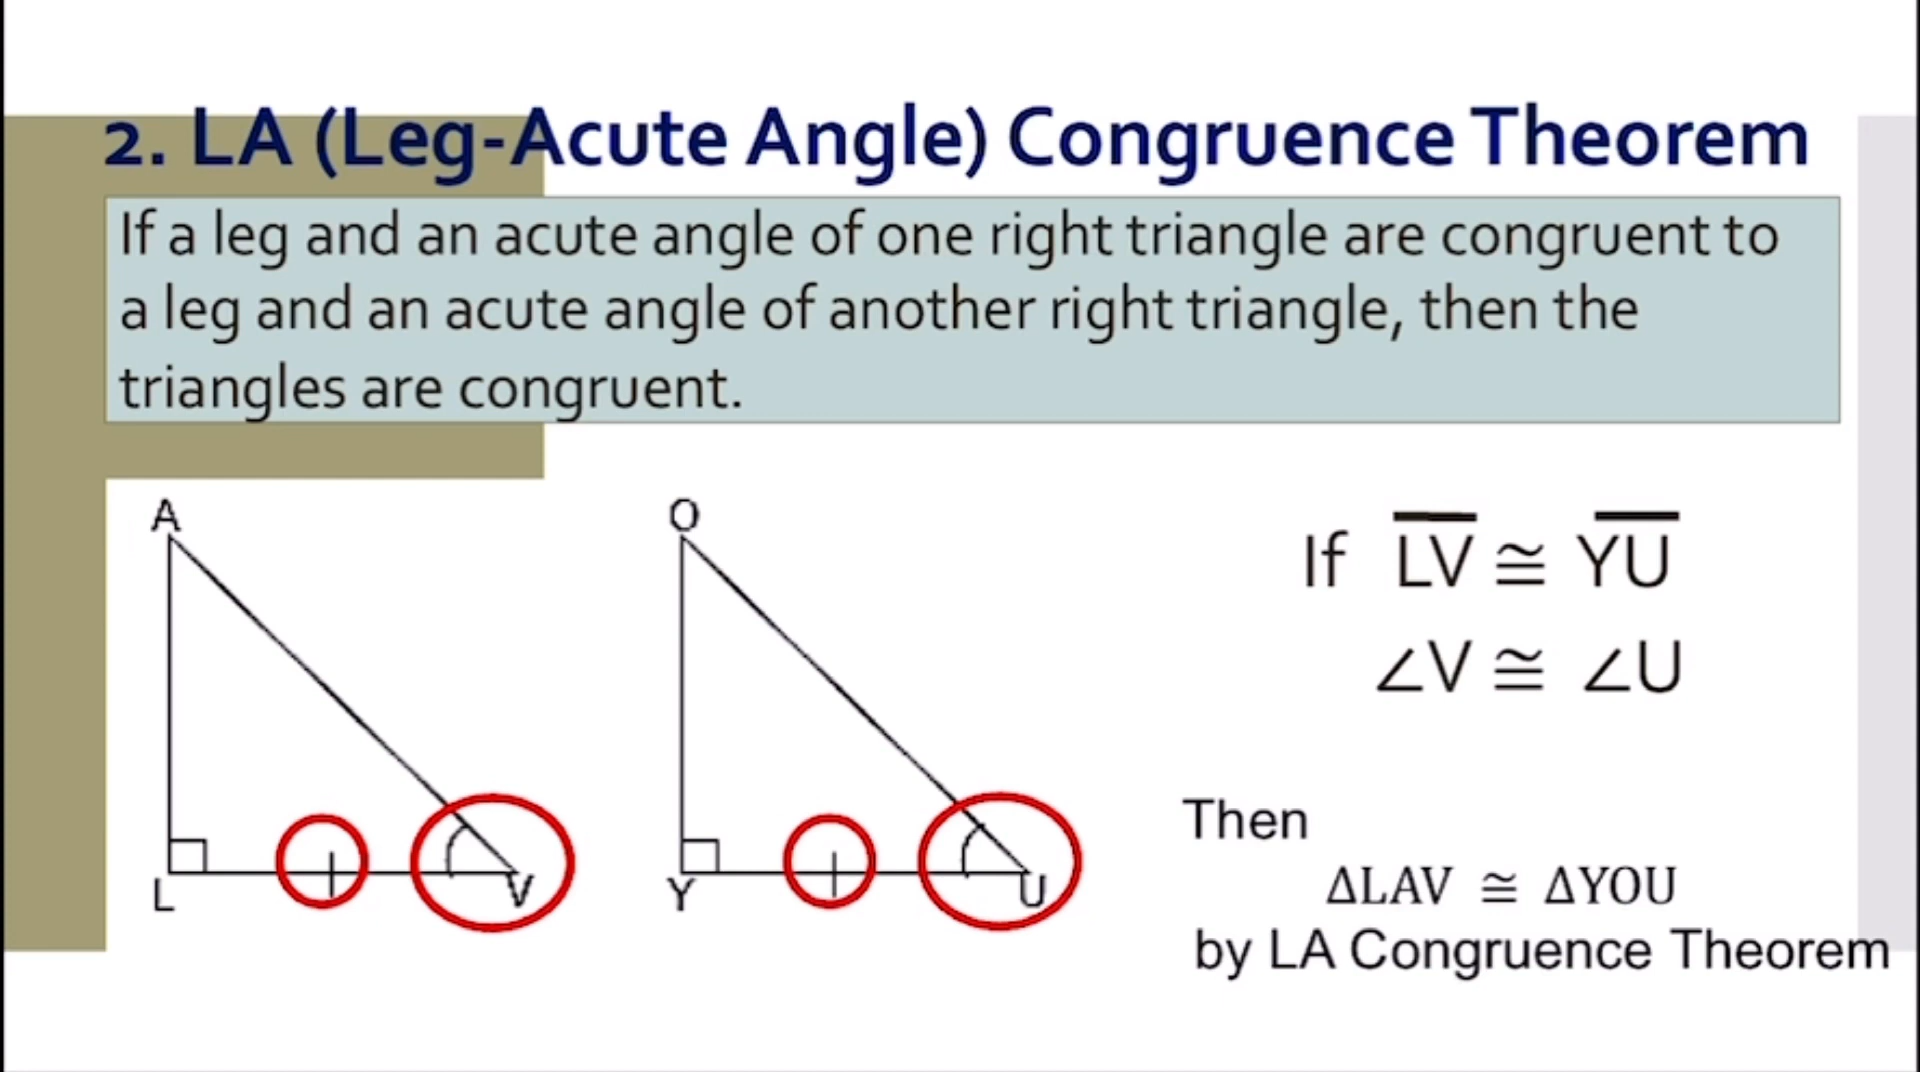 2. LA (Leg-Acute Angle) Congruence Theorem
If a leg and an acute angle of one right triangle are congruent to
a leg and an acute angle of another right triangle, then the
triangles are congruent.
A
O
L
V
Y
U
If L̅V̅ ≅ Y̅U̅
∠V ≅ ∠U
Then
ΔLAV ≅ ΔYOU
by LA Congruence Theorem